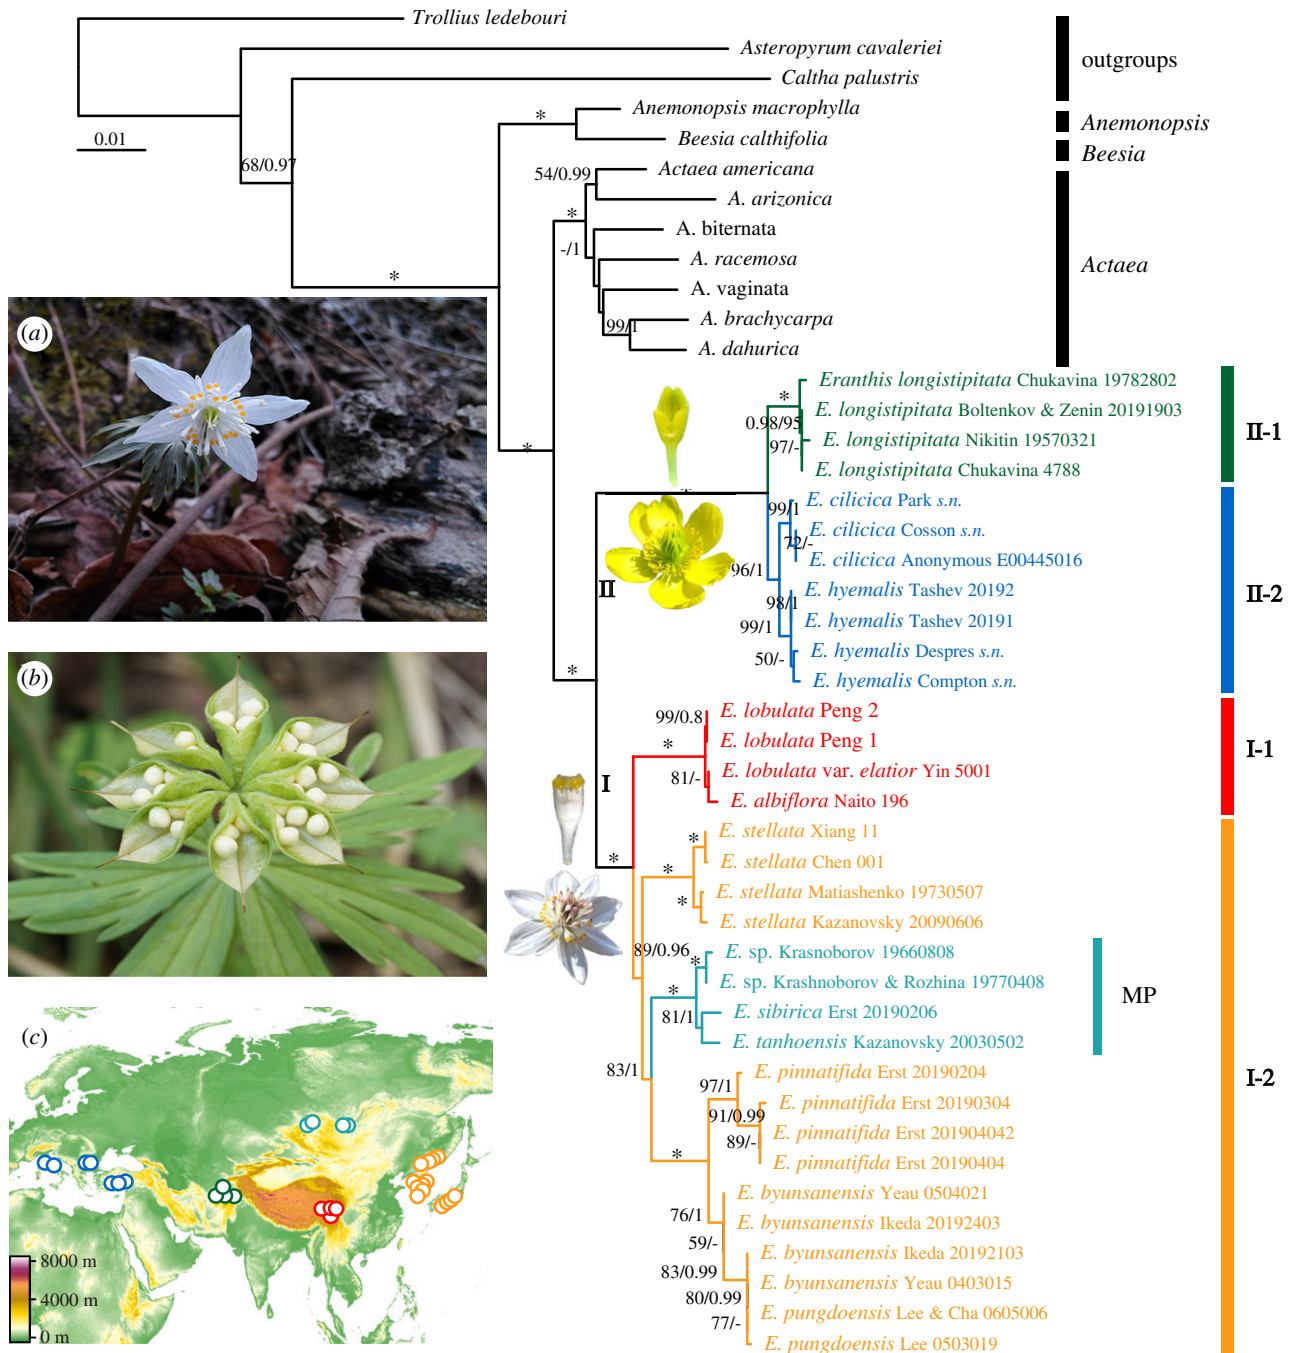 Trollius ledebouri
Asteropyrum cavaleriei
outgroups
Caltha palustris
Anemonopsis macrophylla
*
Anemonopsis
0.01
Beesia calthifolia
Beesia
68/0.97
54/0.99
Actaea americana
A. arizonica
*
A. biternata
-/1
A. racemosa
Actaea
*
A. vaginata
99/1
A. brachycarpa
A. dahurica
(a)
Eranthis longistipitata Chukavina 19782802
*
E. longistipitata Boltenkov & Zenin 20191903
0.98/95
II-1
E. longistipitata Nikitin 19570321
97/-
*
E. longistipitata Chukavina 4788
*
E. cilicica Park s.n.
99/1
E. cilicica Cosson s.n.
72/-
E. cilicica Anonymous E00445016
96/1
II
E. hyemalis Tashev 20192
II-2
98/1
E. hyemalis Tashev 20191
99/1
E. hyemalis Despres s.n.
50/-
*
E. hyemalis Compton s.n.
(b)
E. lobulata Peng 2
99/0.8
*
E. lobulata Peng 1
I-1
E. lobulata var. elatior Yin 5001
81/-
I
E. albiflora Naito 196
E. stellata Xiang 11
*
*
E. stellata Chen 001
*
E. stellata Matiashenko 19730507
*
E. stellata Kazanovsky 20090606
89/0.96
E. sp. Krasnoborov 19660808
*
E. sp. Krashnoborov & Rozhina 19770408
*
MP
81/1
E. sibirica Erst 20190206
E. tanhoensis Kazanovsky 20030502
(c)
83/1
E. pinnatifida Erst 20190204
I-2
97/1
E. pinnatifida Erst 20190304
91/0.99
E. pinnatifida Erst 201904042
89/-
*
E. pinnatifida Erst 20190404
E. byunsanensis Yeau 0504021
76/1
E. byunsanensis Ikeda 20192403
59/-
E. byunsanensis Ikeda 20192103
83/0.99
E. byunsanensis Yeau 0403015
80/0.99
E. pungdoensis Lee & Cha 0605006
77/-
E. pungdoensis Lee 0503019
8000 m
4000 m
0 m